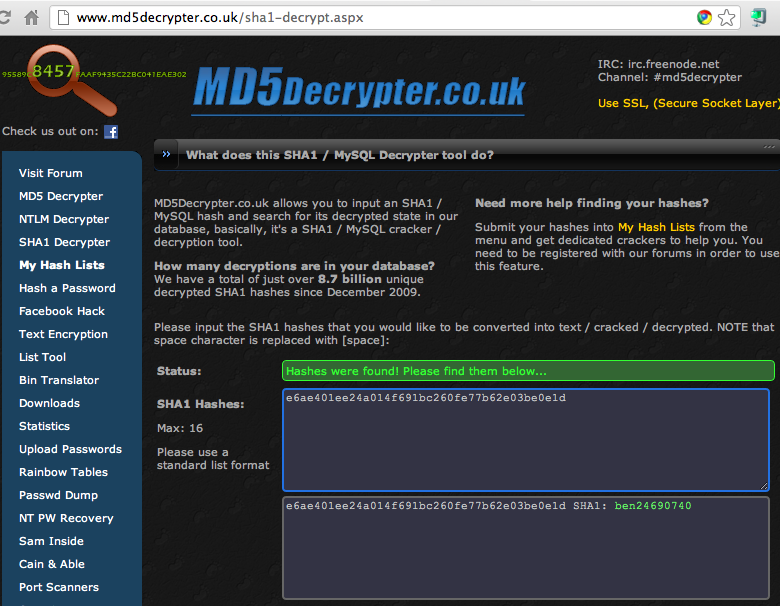 www.md5decrypter.co.uk/sha1-decrypt.aspx
8457
MD5Decrypter.co.uk
IRC: irc.freenode.net
Channel: #md5decrypter
Use SSL, (Secure Socket Layer)
Check us out on:
Visit Forum
MD5 Decrypter
NTLM Decrypter
SHA1 Decrypter
My Hash Lists
Hash a Password
Facebook Hack
Text Encryption
List Tool
Bin Translator
Downloads
Statistics
Upload Passwords
Rainbow Tables
Passwd Dump
NT PW Recovery
Sam Inside
Cain & Able
Port Scanners
» What does this SHA1 / MySQL Decrypter tool do?
MD5Decrypter.co.uk allows you to input an SHA1 /
MySQL hash and search for its decrypted state in our
database, basically, it's a SHA1 / MySQL cracker /
decryption tool.
How many decryptions are in your database?
We have a total of just over 8.7 billion unique
decrypted SHA1 hashes since December 2009.
Need more help finding your hashes?
Submit your hashes into My Hash Lists from the
menu and get dedicated crackers to help you. You
need to be registered with our forums in order to use
this feature.
Please input the SHA1 hashes that you would like to be converted into text / cracked / decrypted. NOTE that
space character is replaced with [space]:
Status:
Hashes were found! Please find them below...
SHA1 Hashes:
Max: 16
Please use a
standard list format
e6ae401ee24a014f691bc260fe77b62e03be0e1d
e6ae401ee24a014f691bc260fe77b62e03be0e1d SHA1: ben24690740